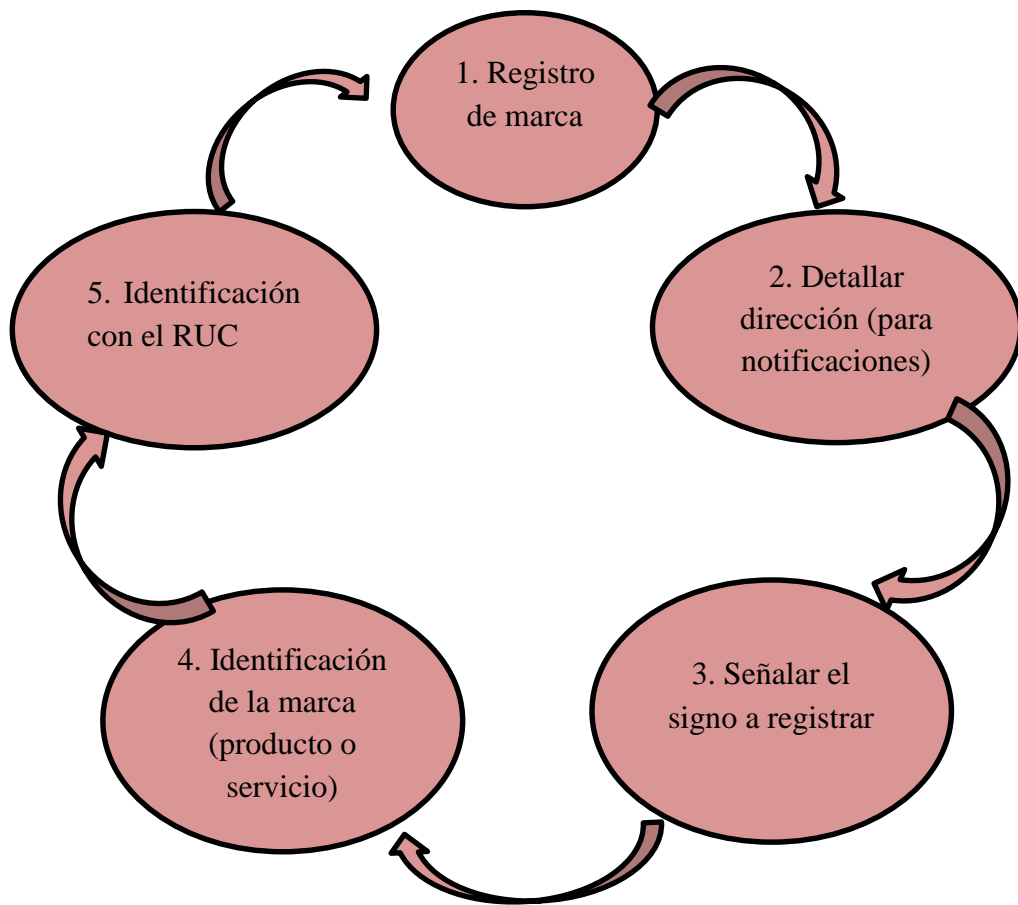 1. Registro
de marca
2. Detallar
dirección (para
notificaciones)
3. Señalar el
signo a registrar
4. Identificación
de la marca
(producto o
servicio)
5. Identificación
con el RUC